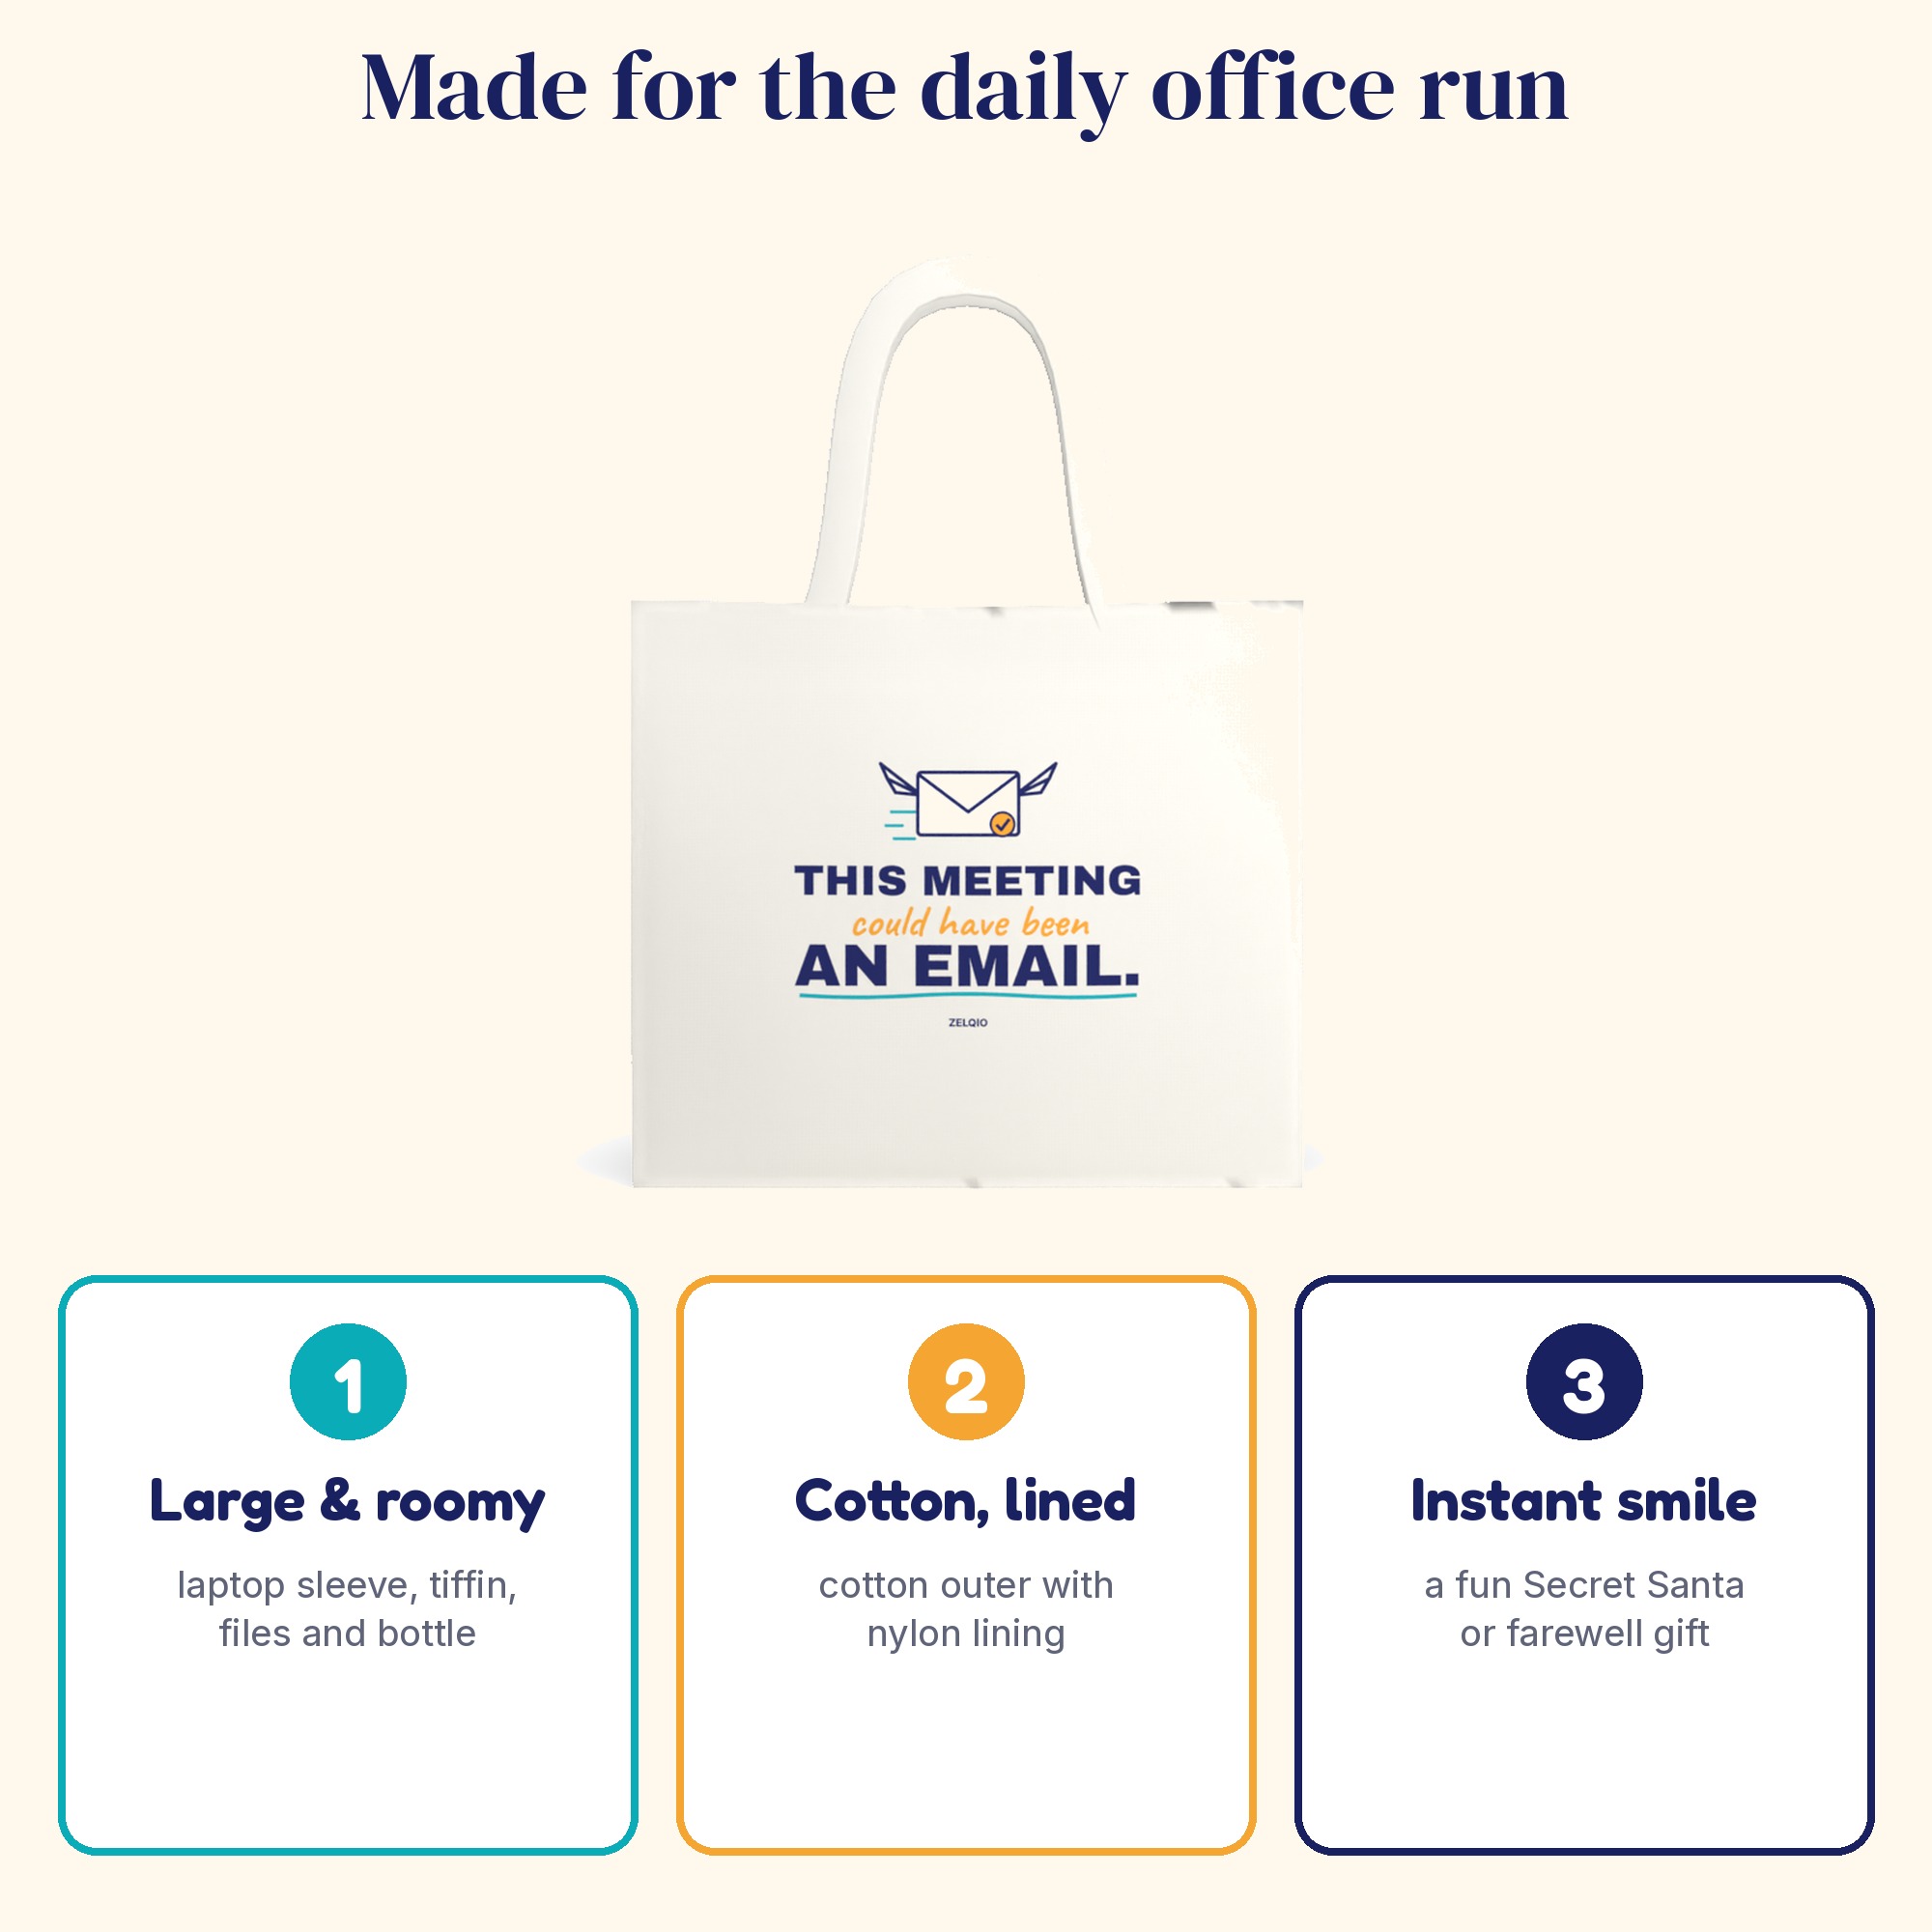 Made for the daily office run
THIS MEETING
could have been
AN EMAIL.
ZELQIO
1
Large & roomy
laptop sleeve, tiffin,
files and bottle
2
Cotton, lined
cotton outer with
nylon lining
3
Instant smile
a fun Secret Santa
or farewell gift